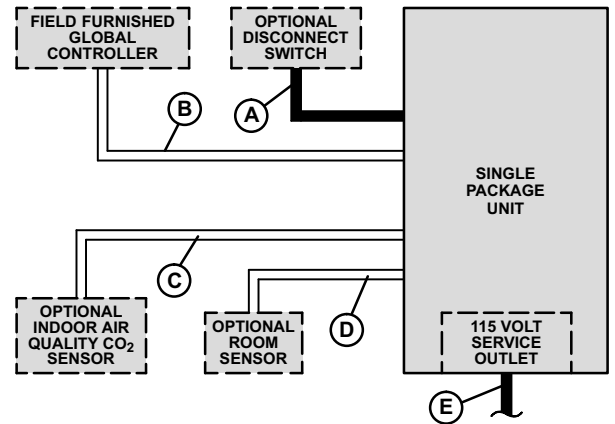 FIELD FURNISHED
GLOBAL
CONTROLLER
OPTIONAL
DISCONNECT
SWITCH
B
A
SINGLE
PACKAGE
UNIT
C
D
OPTIONAL
INDOOR AIR
QUALITY CO₂
SENSOR
OPTIONAL
ROOM
SENSOR
115 VOLT
SERVICE
OUTLET
E